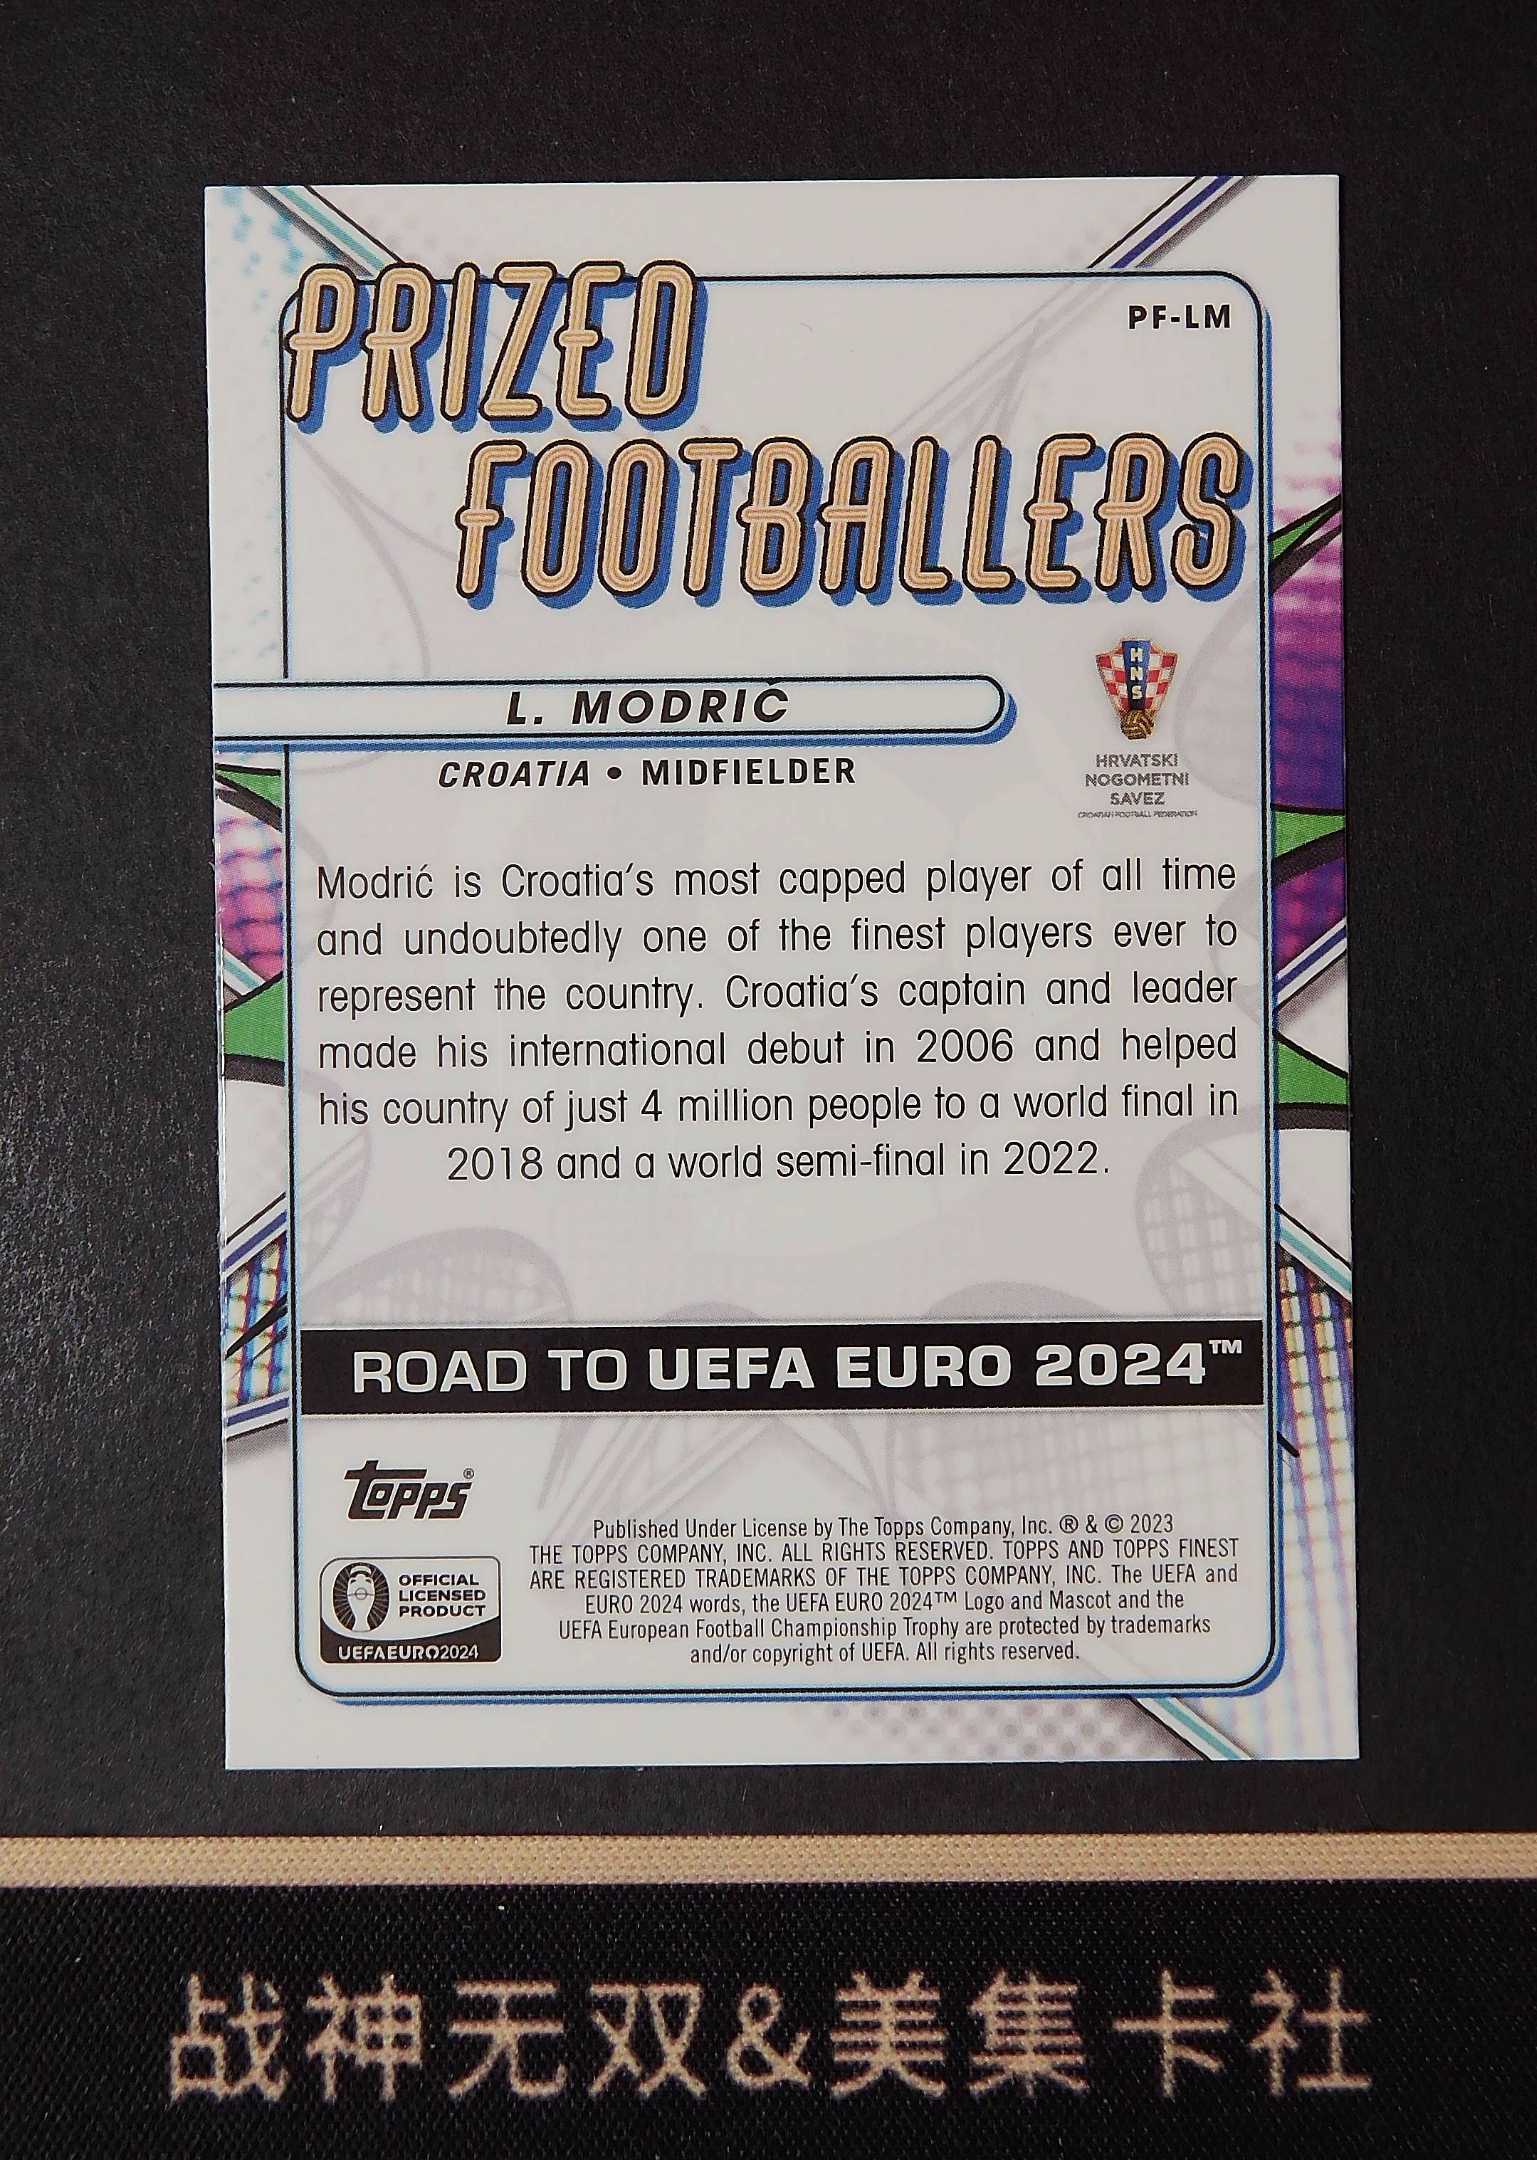 PRIZED
PF-LM
FOOTBALLERS
L. MODRIĆ
CROATIA • MIDFIELDER
HNS
HRVATSKI
NOGOMETNI
SAVEZ
CROATIAN FOOTBALL FEDERATION
Modrić is Croatia's most capped player of all time
and undoubtedly one of the finest players ever to
represent the country. Croatia's captain and leader
made his international debut in 2006 and helped
his country of just 4 million people to a world final in
2018 and a world semi-final in 2022.
ROAD TO UEFA EURO 2024™
Topps®
OFFICIAL
LICENSED
PRODUCT
UEFAEURO2024
Published Under License by The Topps Company, Inc. ® & © 2023
THE TOPPS COMPANY, INC. ALL RIGHTS RESERVED. TOPPS AND TOPPS FINEST
ARE REGISTERED TRADEMARKS OF THE TOPPS COMPANY, INC. The UEFA and
EURO 2024 words, the UEFA EURO 2024™ Logo and Mascot and the
UEFA European Football Championship Trophy are protected by trademarks
and/or copyright of UEFA. All rights reserved.
战神无双&美集卡社